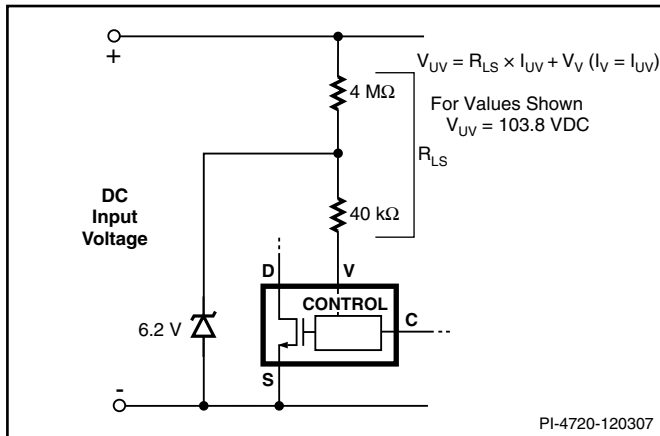 +
V_UV = R_LS × I_UV + V_V (I_V = I_UV)
4 MΩ
For Values Shown
V_UV = 103.8 VDC
R_LS
DC
Input
Voltage
40 kΩ
D
V
CONTROL
C
6.2 V
S
-
PI-4720-120307